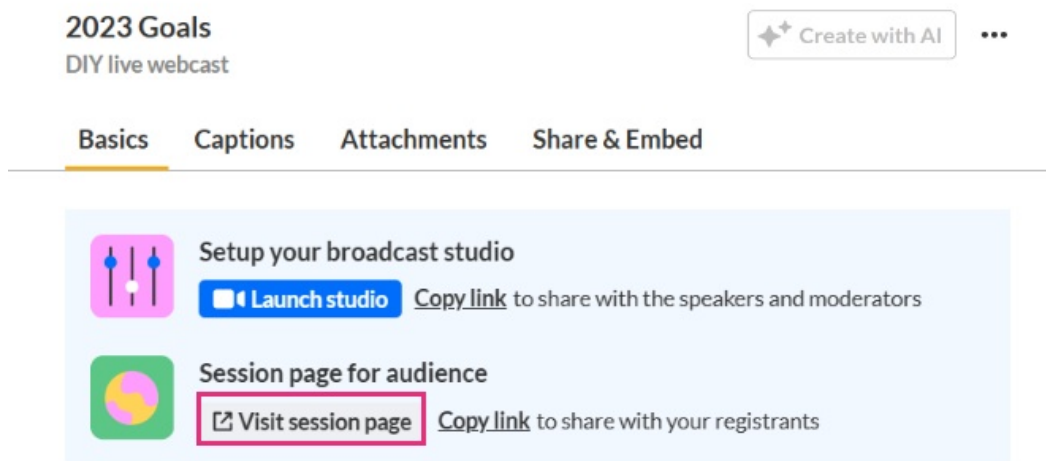 2023 Goals
Create with AI
DIY live webcast
Basics Captions Attachments Share & Embed
Setup your broadcast studio
Launch studio Copy link to share with the speakers and moderators
Session page for audience
Visit session page Copy link to share with your registrants